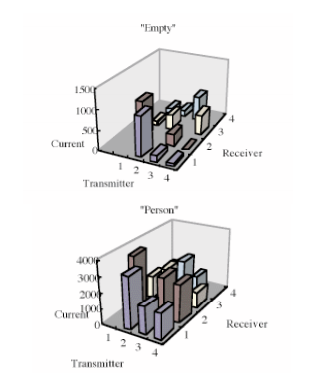 "Empty"
1500
1000
500
0
Current
1 2 3 4
Transmitter
1 2 3 4
Receiver
"Person"
4000
3000
2000
1000
0
Current
1 2 3 4
Transmitter
1 2 3 4
Receiver